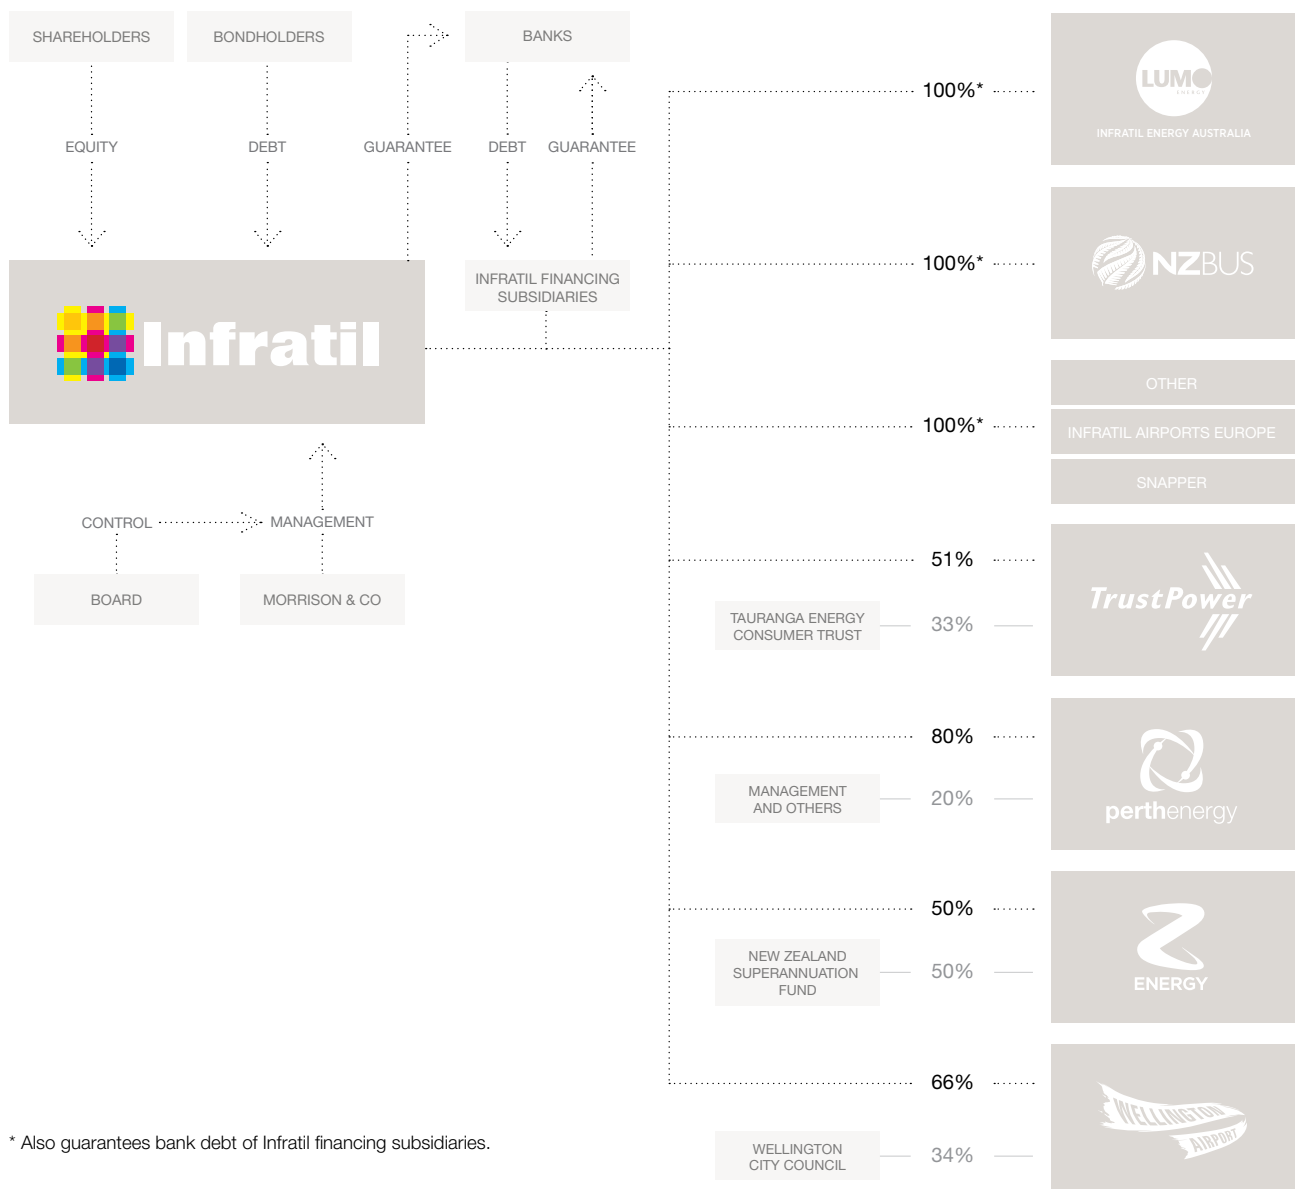 SHAREHOLDERS
BONDHOLDERS
BANKS
EQUITY
DEBT
GUARANTEE
DEBT
GUARANTEE
INFRATIL FINANCING
SUBSIDIARIES
Infratil
CONTROL
MANAGEMENT
BOARD
MORRISON & CO
100%*
LUMO
ENERGY
INFRATIL ENERGY AUSTRALIA
100%*
NZBUS
OTHER
100%*
INFRATIL AIRPORTS EUROPE
SNAPPER
51%
TrustPower
TAURANGA ENERGY
CONSUMER TRUST
33%
80%
perthenergy
MANAGEMENT
AND OTHERS
20%
50%
Z
ENERGY
NEW ZEALAND
SUPERANNUATION
FUND
50%
66%
WELLINGTON
AIRPORT
WELLINGTON
CITY COUNCIL
34%
* Also guarantees bank debt of Infratil financing subsidiaries.